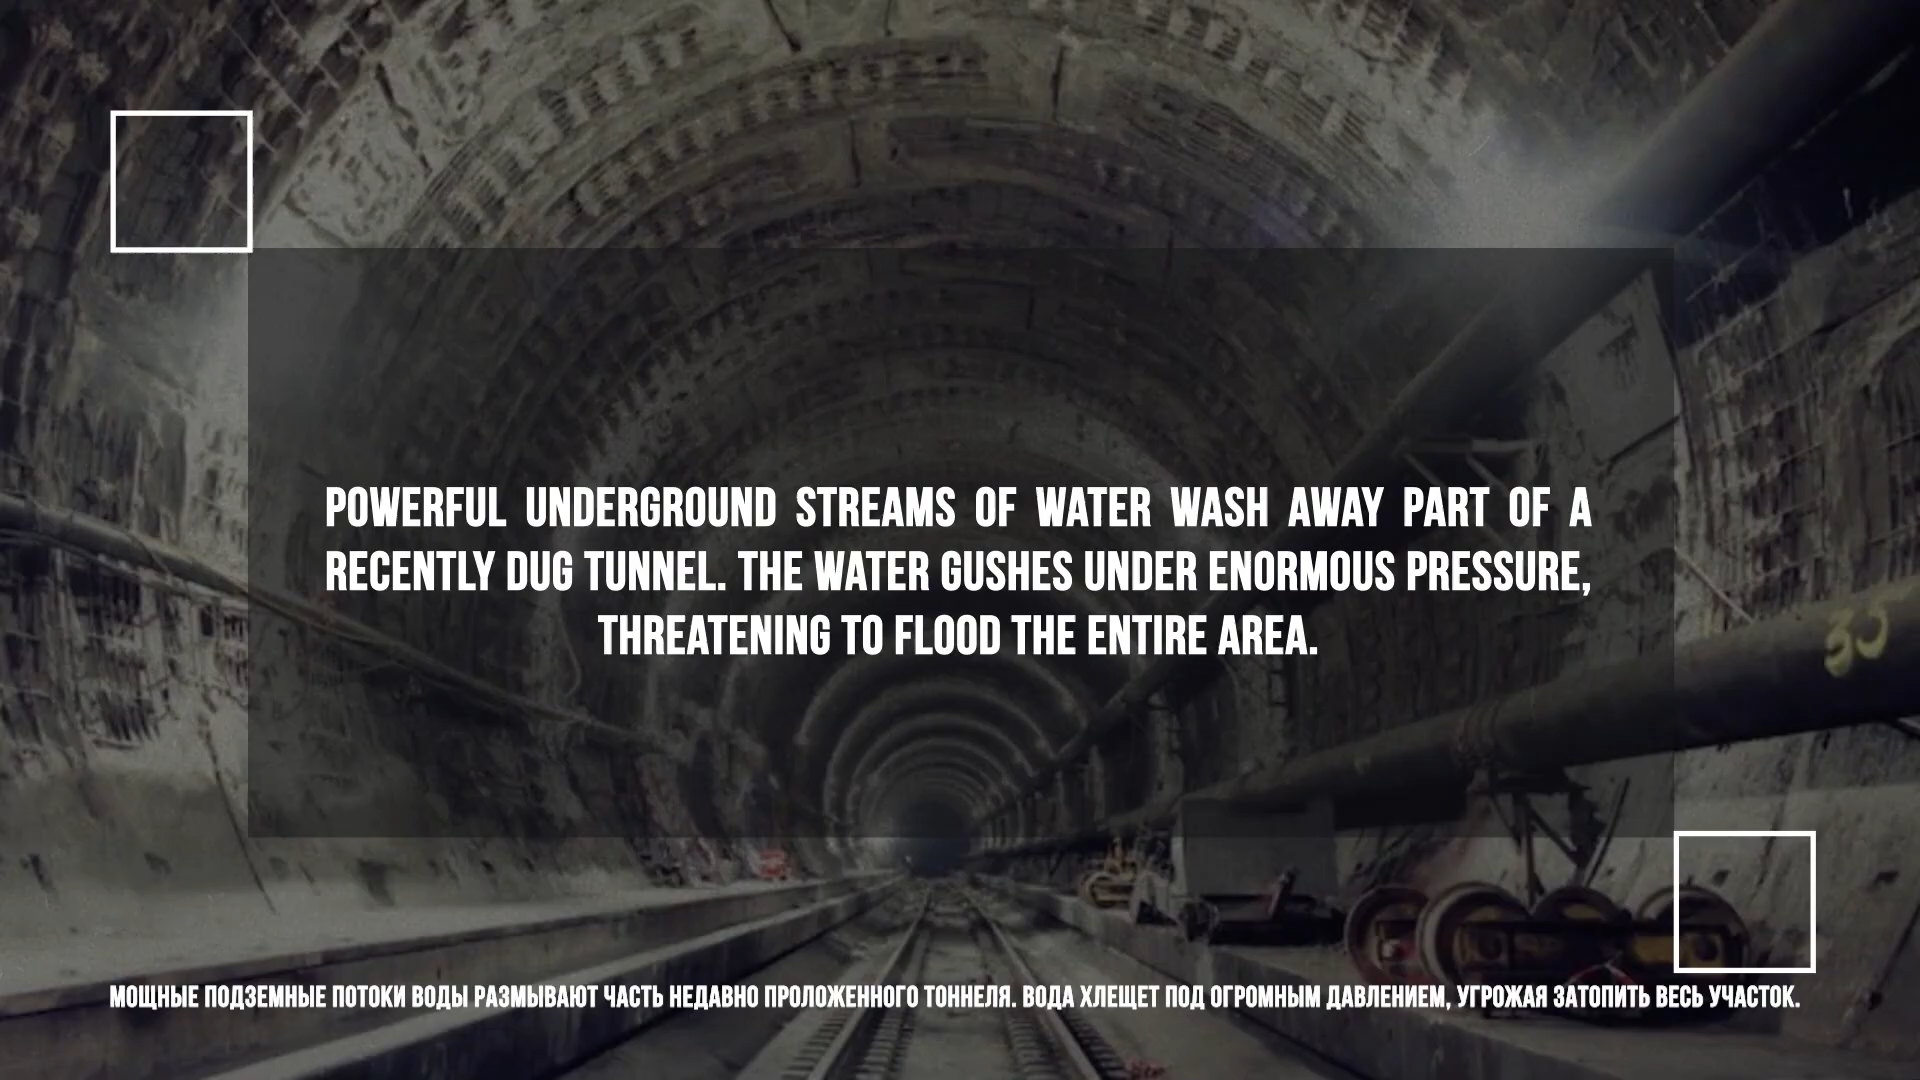 POWERFUL UNDERGROUND STREAMS OF WATER WASH AWAY PART OF A
RECENTLY DUG TUNNEL. THE WATER GUSHES UNDER ENORMOUS PRESSURE,
THREATENING TO FLOOD THE ENTIRE AREA.
35
МОЩНЫЕ ПОДЗЕМНЫЕ ПОТОКИ ВОДЫ РАЗМЫВАЮТ ЧАСТЬ НЕДАВНО ПРОЛОЖЕННОГО ТОННЕЛЯ. ВОДА ХЛЕЩЕТ ПОД ОГРОМНЫМ ДАВЛЕНИЕМ, УГРОЖАЯ ЗАТОПИТЬ ВЕСЬ УЧАСТОК.